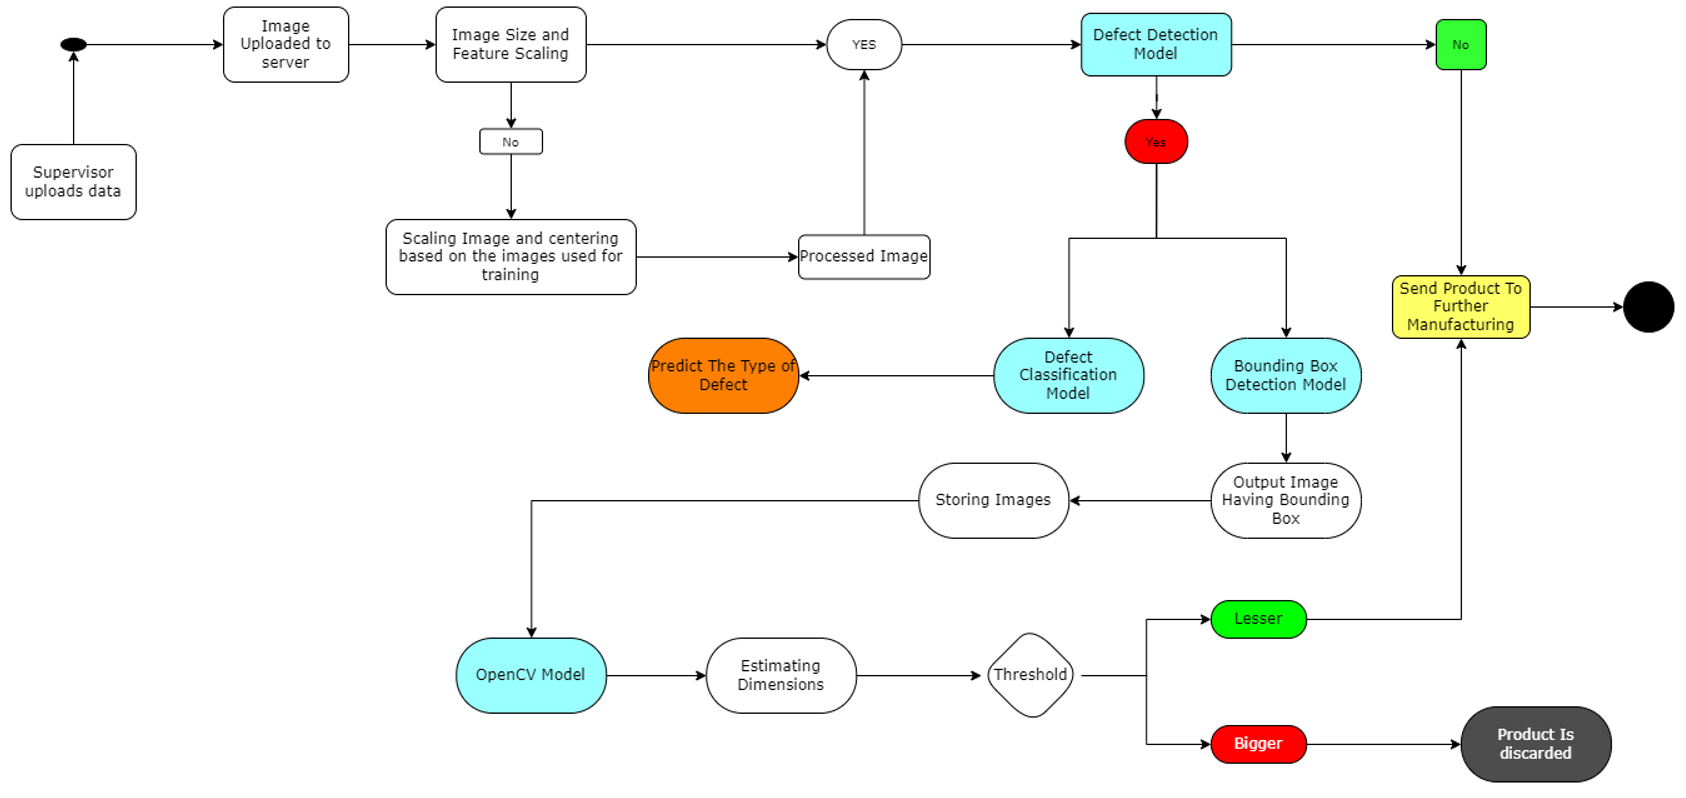 Image
Uploaded to
server
Image Size and
Feature Scaling
YES
Defect Detection
Model
No
No
Yes
Supervisor
uploads data
Scaling Image and centering
based on the images used for
training
Processed Image
Send Product To
Further
Manufacturing
Predict The Type of
Defect
Defect
Classification
Model
Bounding Box
Detection Model
Storing Images
Output Image
Having Bounding
Box
Lesser
OpenCV Model
Estimating
Dimensions
Threshold
Bigger
Product Is
discarded